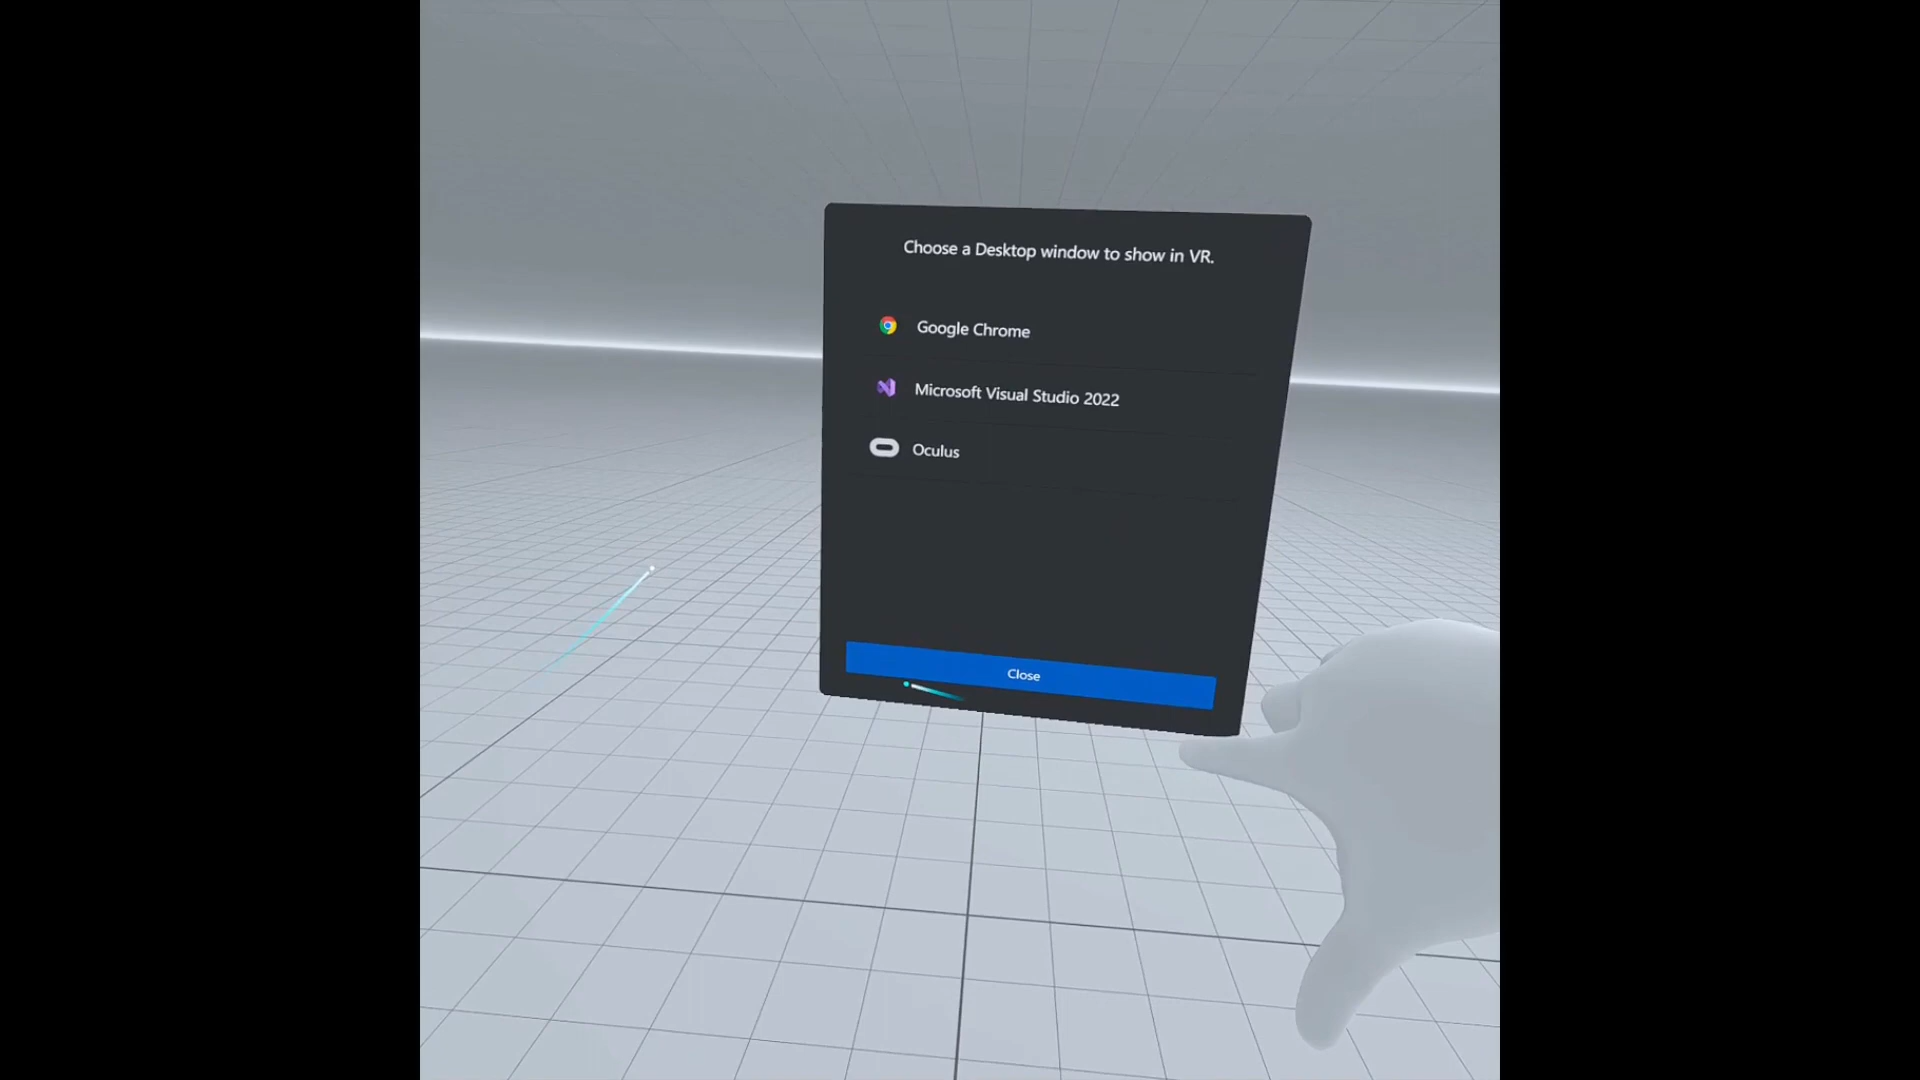 Choose a Desktop window to show in VR.
Google Chrome
Microsoft Visual Studio 2022
Oculus
Close